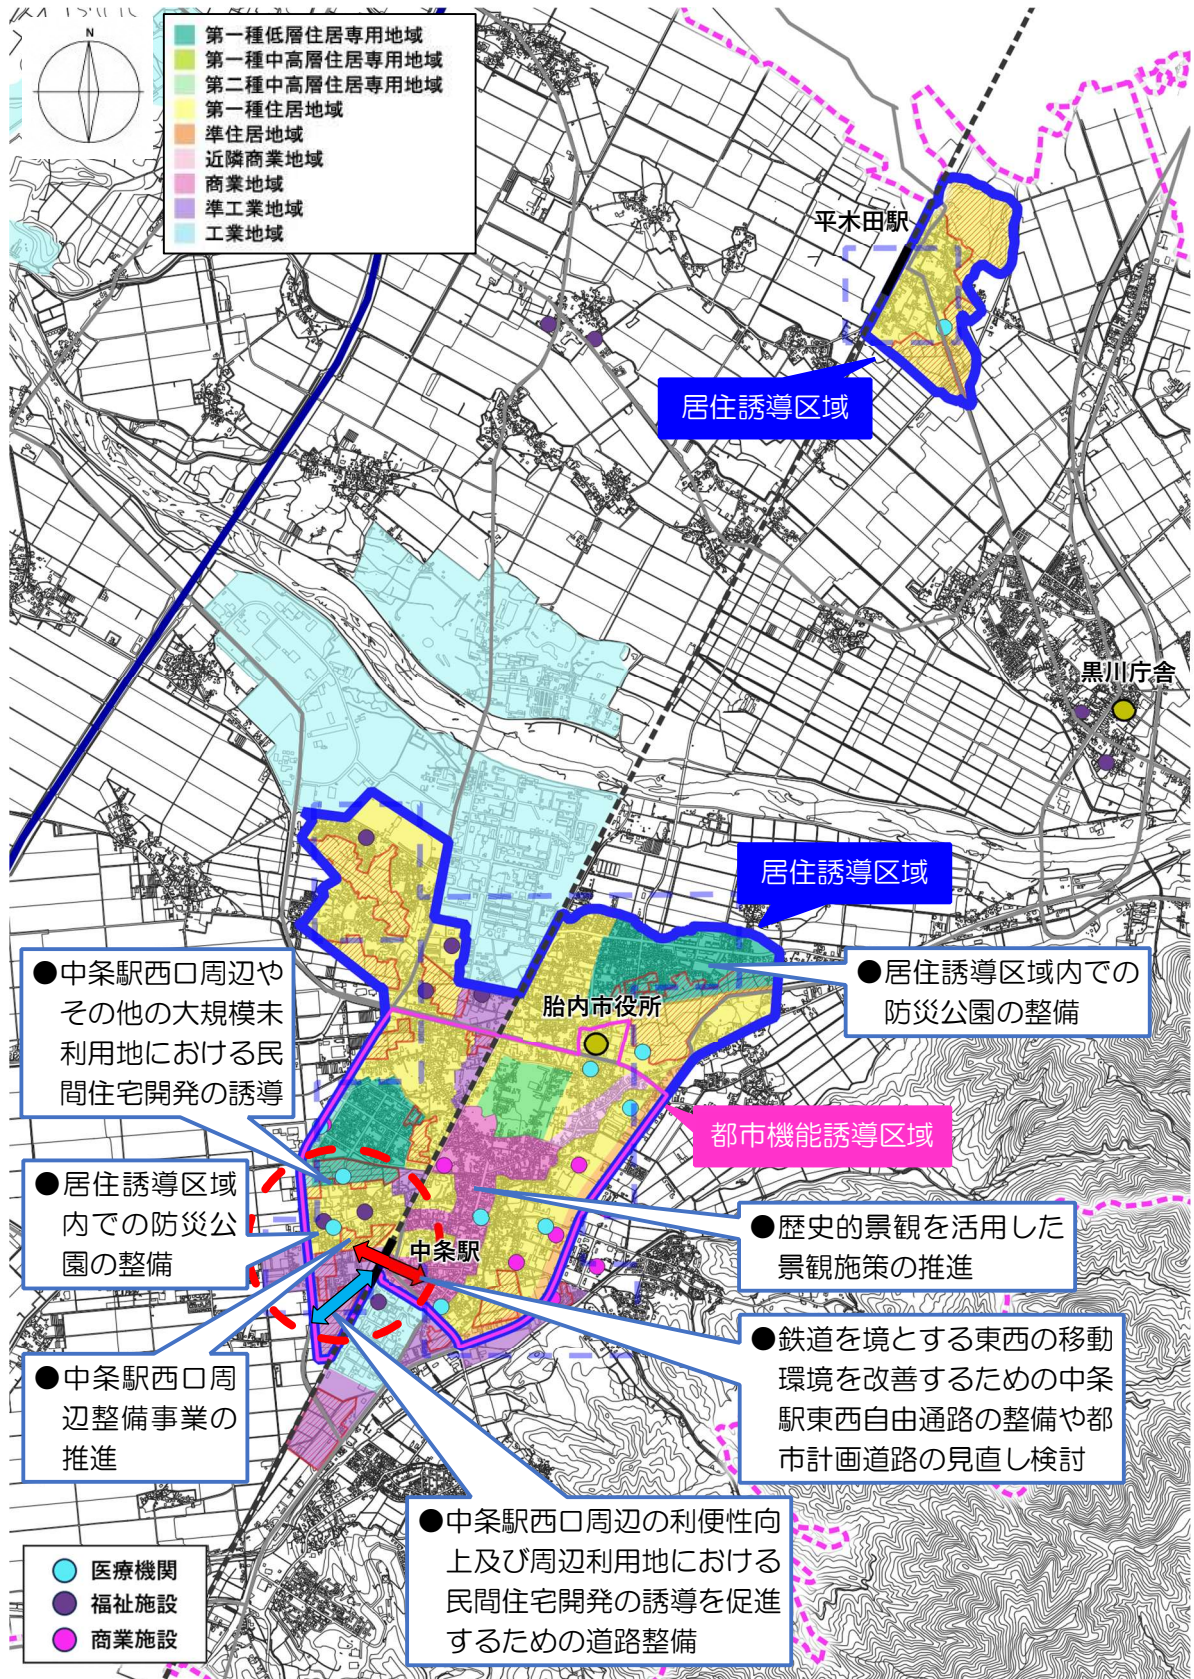 N
第一種低層住居専用地域
第一種中高層住居専用地域
第二種中高層住居専用地域
第一種住居地域
準住居地域
近隣商業地域
商業地域
準工業地域
工業地域
平木田駅
居住誘導区域
黒川庁舎
居住誘導区域
●中条駅西口周辺や
その他の大規模未
利用地における民
間住宅開発の誘導
●居住誘導区域内での
防災公園の整備
胎内市役所
都市機能誘導区域
●居住誘導区域
内での防災公
園の整備
●歴史的景観を活用した
景観施策の推進
中条駅
●中条駅西口周
辺整備事業の
推進
●鉄道を境とする東西の移動
環境を改善するための中条
駅東西自由通路の整備や都
市計画道路の見直し検討
●中条駅西口周辺の利便性向
上及び周辺利用地における
民間住宅開発の誘導を促進
するための道路整備
医療機関
福祉施設
商業施設